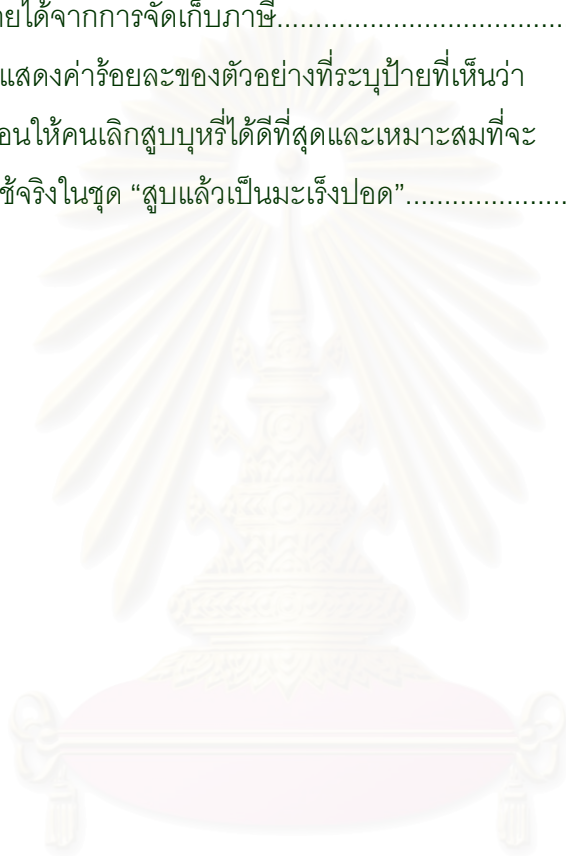 ายได้จากการจัดเก็บภาษี...................................
แสดงค่าร้อยละของตัวอย่างที่ระบุป้ายที่เห็นว่า
อนให้คนเลิกสูบบุหรี่ได้ดีที่สุดและเหมาะสมที่จะ
ช้จริงในชุด “สูบแล้วเป็นมะเร็งปอด”....................